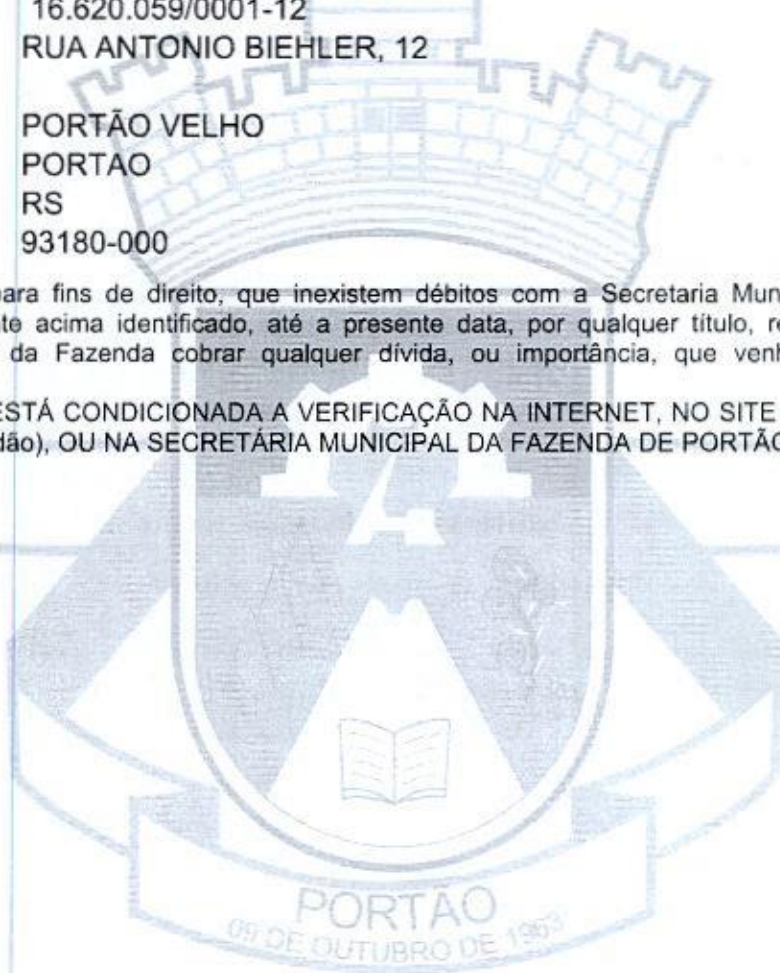 16.620.059/0001-12
RUA ANTONIO BIEHLER, 12
PORTÃO VELHO
PORTAO
RS
93180-000
para fins de direito, que inexistem débitos com a Secretaria Mun
te acima identificado, até a presente data, por qualquer título, re
da Fazenda cobrar qualquer dívida, ou importância, que venh
ESTÁ CONDICIONADA A VERIFICAÇÃO NA INTERNET, NO SITE
dão), OU NA SECRETÁRIA MUNICIPAL DA FAZENDA DE PORTÃO
PORTÃO
09 DE OUTUBRO DE 1963